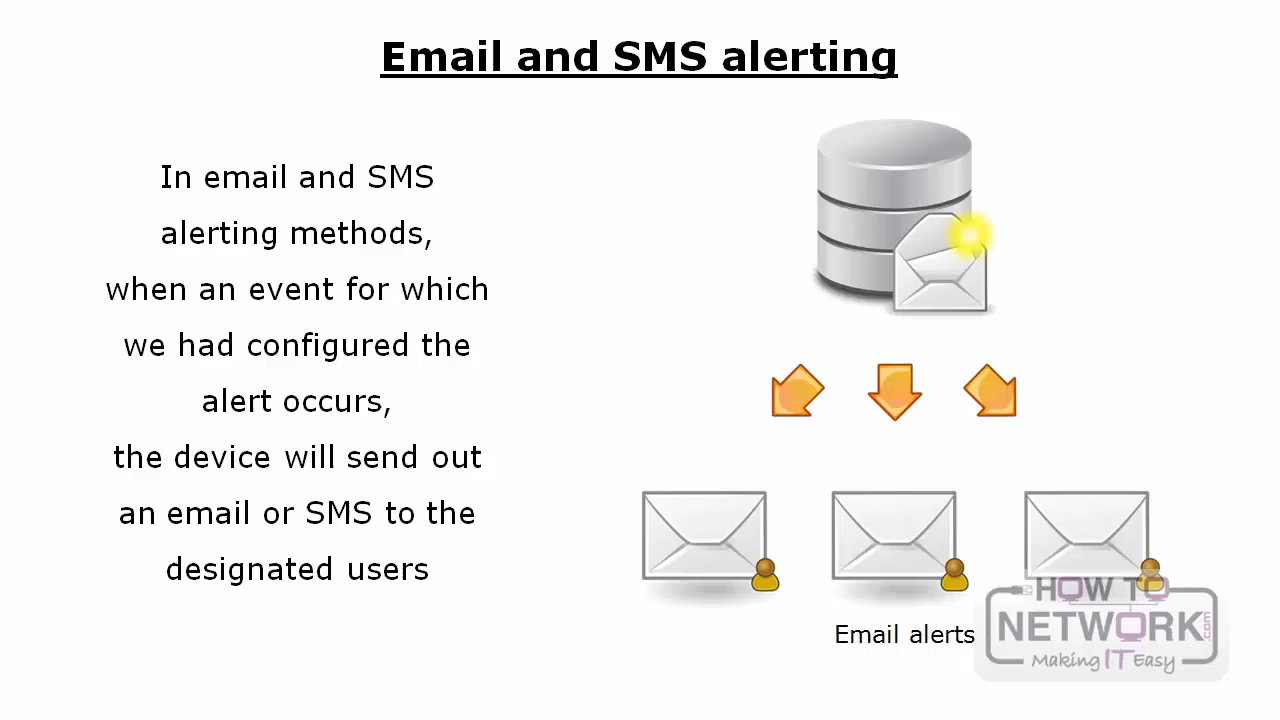 Email and SMS alerting
In email and SMS
alerting methods,
when an event for which
we had configured the
alert occurs,
the device will send out
an email or SMS to the
designated users
Email alerts
HOW TO
NETWORK.com
Making IT Easy